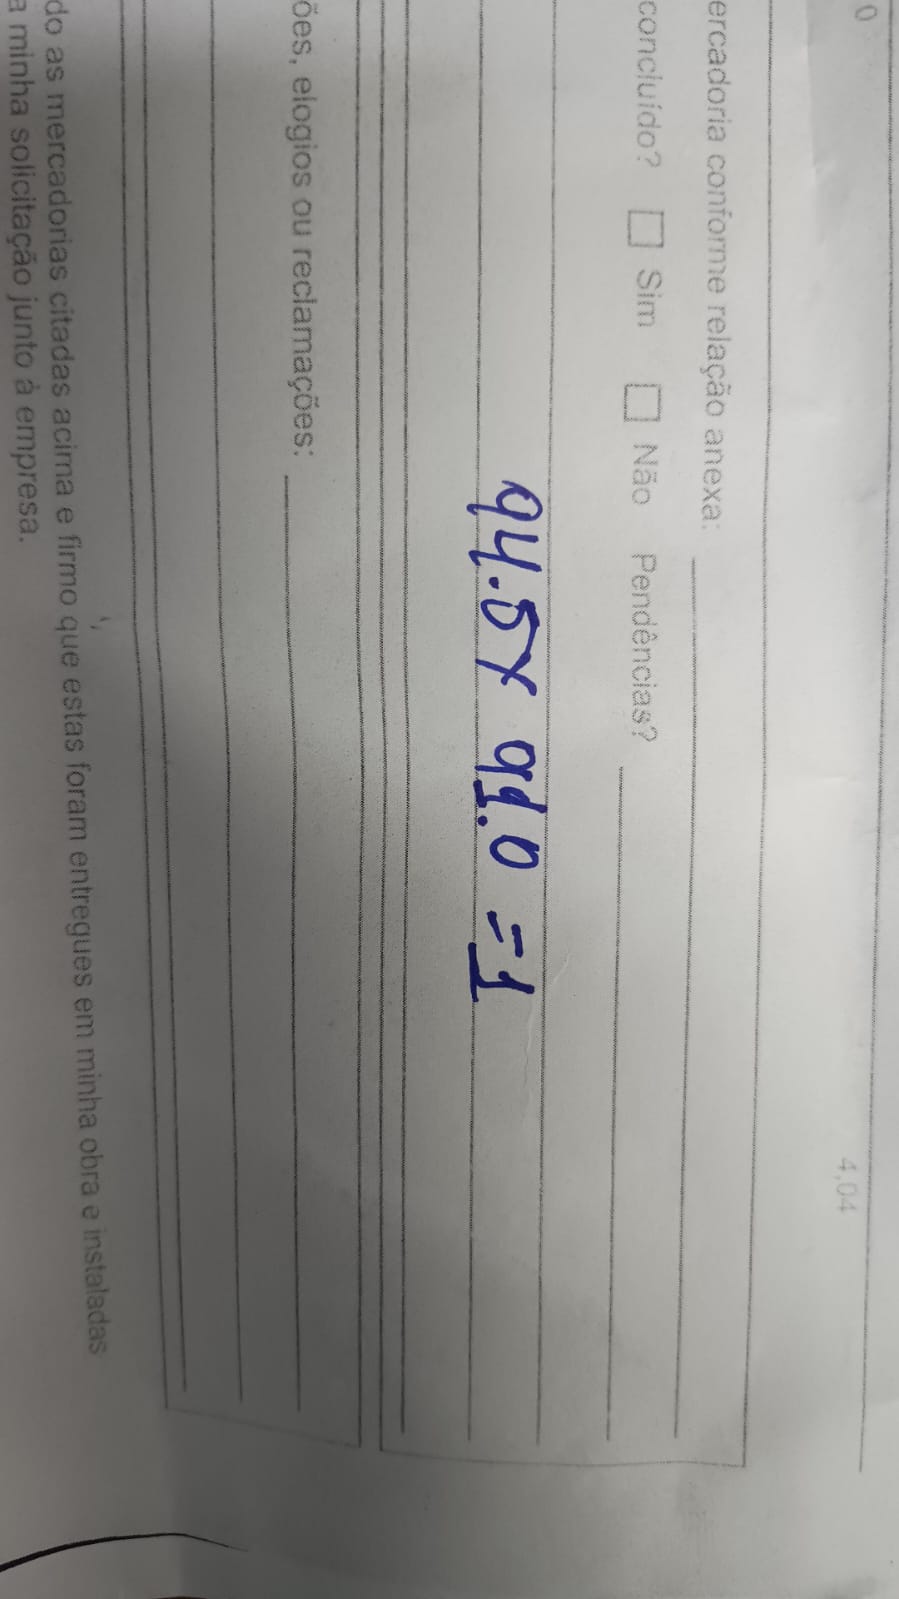 0
4,04
ercadoria conforme relação anexa:
concluído? Sim Não Pendências?
94.5x 91.0 =1
ões, elogios ou reclamações:
do as mercadorias citadas acima e firmo que estas foram entregues em minha obra e instaladas
a minha solicitação junto à empresa.